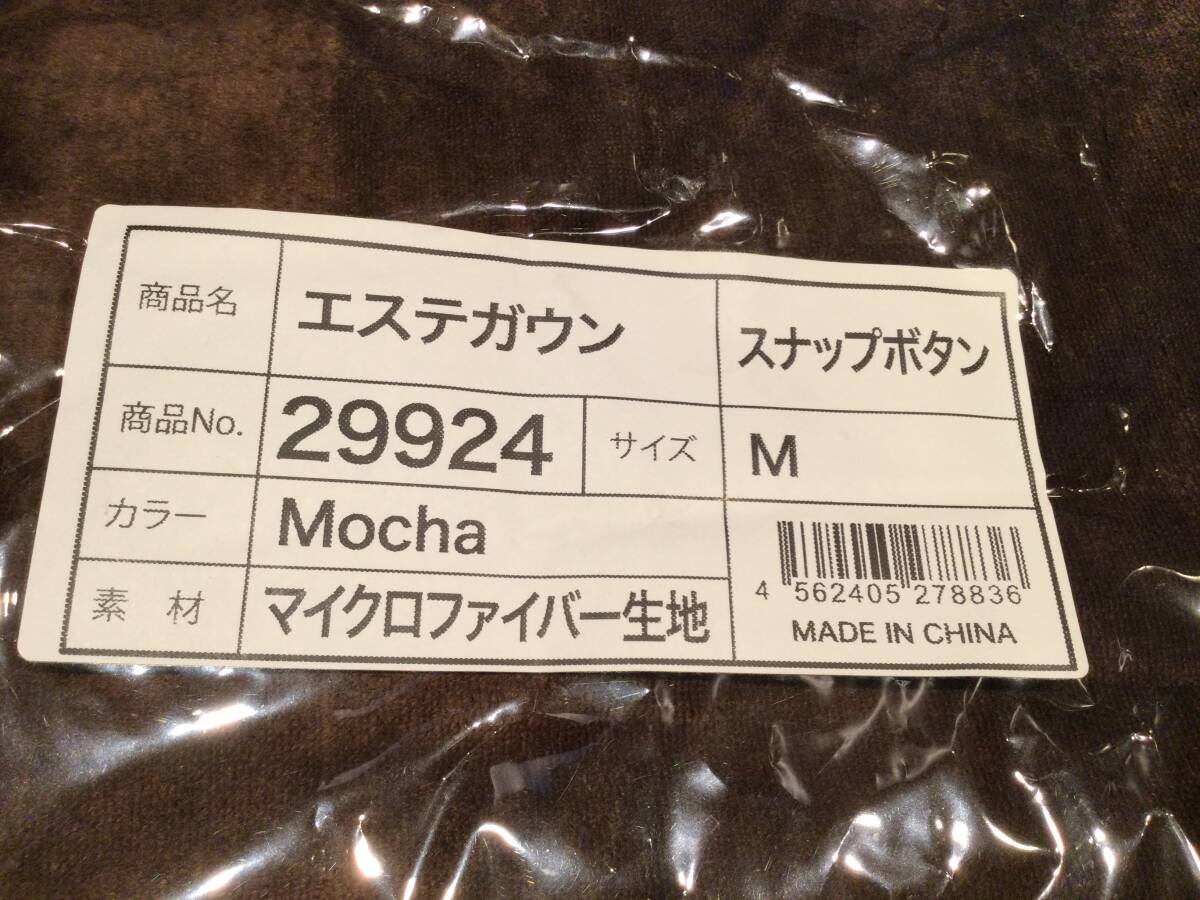 商品名 エステガウン スナップボタン
商品No. 29924 サイズ M
カラー Mocha
素 材 マイクロファイバー生地
4 562405 278836
MADE IN CHINA